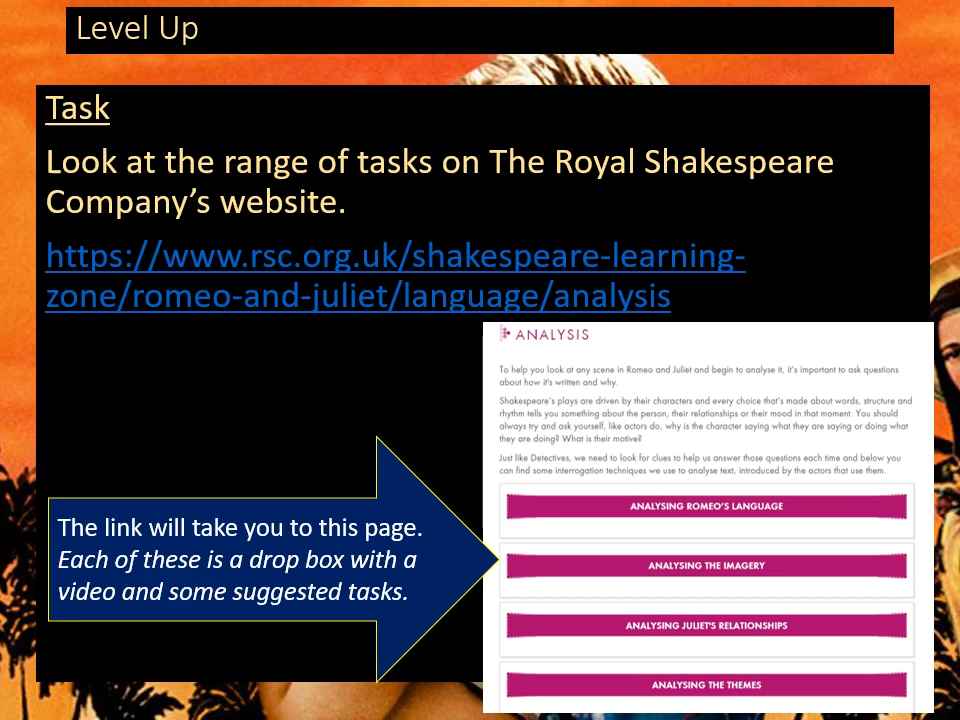 Level Up
Task
Look at the range of tasks on The Royal Shakespeare
Company’s website.
https://www.rsc.org.uk/shakespeare-learning-
zone/romeo-and-juliet/language/analysis
ANALYSIS
To help you look at any scene in Romeo and Juliet and begin to analyse it, it's important to ask questions
about how it's written and why.
Shakespeare's plays are driven by their characters and every choice that's made about words, structure and
rhythm tells you something about the person, their relationships or their mood in that moment. You should
always try and ask yourself, like actors do, why is the character saying what they are saying or doing what
they are doing? What is their motive?
Just like Detectives, we need to look for clues to help us answer those questions each time and below you
can find some interrogation techniques we use to analyse text, introduced by the actors that use them.
ANALYSING ROMEO'S LANGUAGE
ANALYSING THE IMAGERY
ANALYSING JULIET'S RELATIONSHIPS
ANALYSING THE THEMES
The link will take you to this page.
Each of these is a drop box with a
video and some suggested tasks.